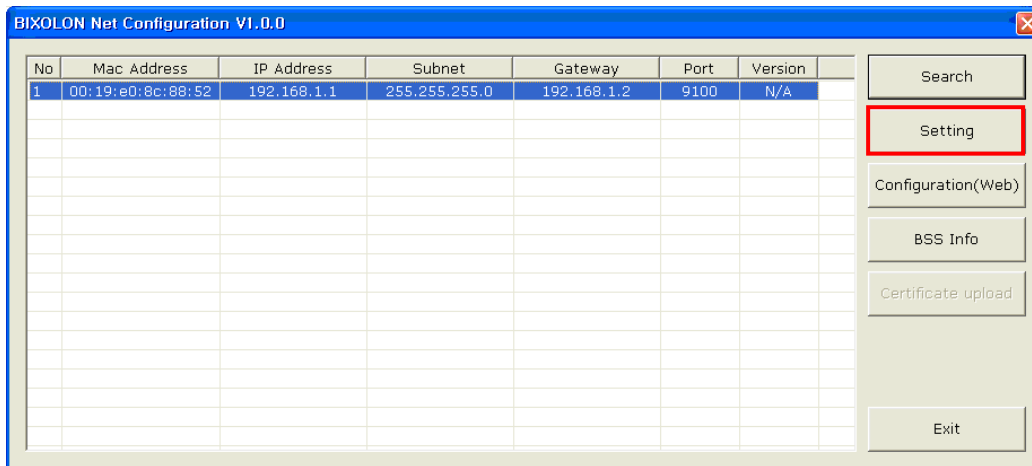 BIXOLON Net Configuration V1.0.0
No Mac Address IP Address Subnet Gateway Port Version
1 00:19:e0:8c:88:52 192.168.1.1 255.255.255.0 192.168.1.2 9100 N/A
Search
Setting
Configuration(Web)
BSS Info
Certificate upload
Exit